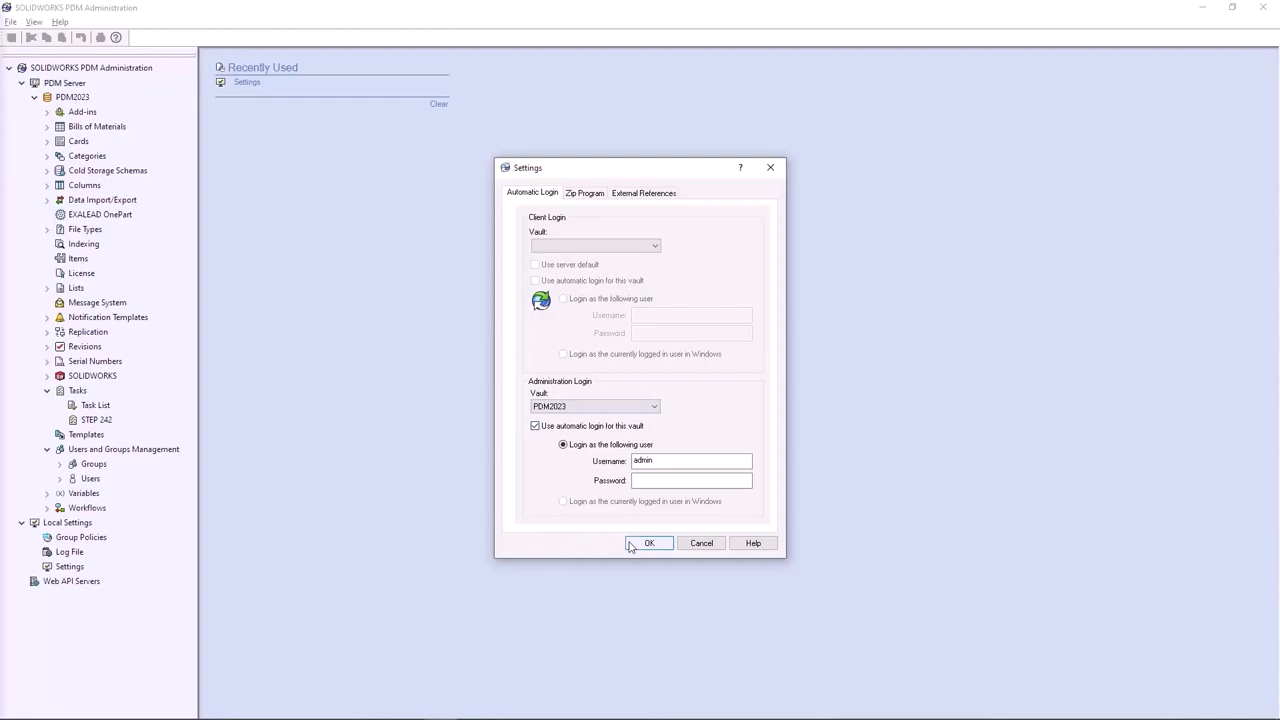 SOLIDWORKS PDM Administration
File View Help
SOLIDWORKS PDM Administration
PDM Server
PDM2023
Add-ins
Bills of Materials
Cards
Categories
Cold Storage Schemas
Columns
Data Import/Export
EXALEAD OnePart
File Types
Indexing
Items
License
Lists
Message System
Notification Templates
Replication
Revisions
Serial Numbers
SOLIDWORKS
Tasks
Task List
STEP 242
Templates
Users and Groups Management
Groups
Users
Variables
Workflows
Local Settings
Group Policies
Log File
Settings
Web API Servers
Recently Used
Settings
Clear
Settings
Automatic Login Zip Program External References
Client Login
Vault:
Use server default
Use automatic login for this vault
Login as the following user
Username:
Password:
Login as the currently logged in user in Windows
Administration Login
Vault:
PDM2023
Use automatic login for this vault
Login as the following user
Username: admin
Password:
Login as the currently logged in user in Windows
OK Cancel Help